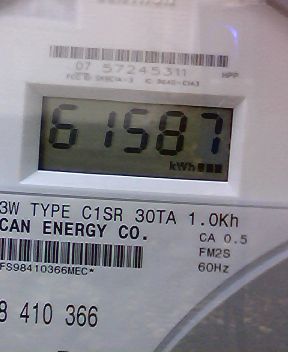 07 57245311
HPP
61587
kWh
3W TYPE C1SR 30TA 1.0Kh
CAN ENERGY CO.
CA 0.5
FM2S
60Hz
FS98410366MEC*
8 410 366